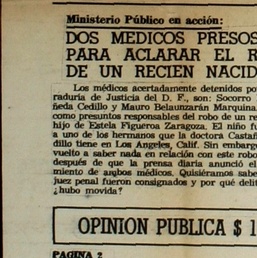 Ministerio Público en acción:
DOS MEDICOS PRESOS
PARA ACLARAR EL R
DE UN RECIEN NACID
Los médicos acertadamente detenidos po
raduría de Justicia del D. F., son: Socorro
ñeda Cedillo y Mauro Belauntzarán Marquina
como presuntos responsables del robo de un re
hijo de Estela Figueroa Zaragoza. El niño fu
a uno de los hermanos que la doctora Castañ
dillo tiene en Los Angeles, Calif. Sin embarg
vuelto a saber nada en relación con este robo
después de que la prensa diaria anunció el
miento de ambos médicos. Quisiéramos sabe
juez penal fueron consignados y por qué delit
¿hubo movida?
OPINION PUBLICA $ 1
PAGINA 2